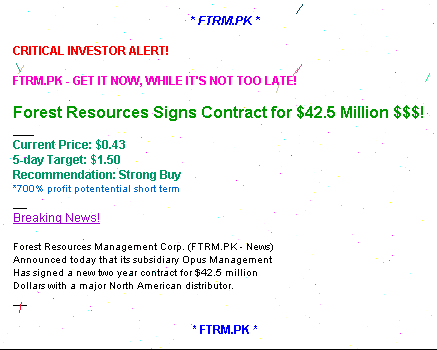 * FTRM.PK *
CRITICAL INVESTOR ALERT!
FTRM.PK - GET IT NOW, WHILE IT'S NOT TOO LATE!
Forest Resources Signs Contract for $42.5 Million $$$!
Current Price: $0.43
5-day Target: $1.50
Recommendation: Strong Buy
*700% profit potentential short term
Breaking News!
Forest Resources Management Corp. (FTRM.PK - News)
Announced today that its subsidiary Opus Management
Has signed a new two year contract for $42.5 million
Dollars with a major North American distributor.
* FTRM.PK *